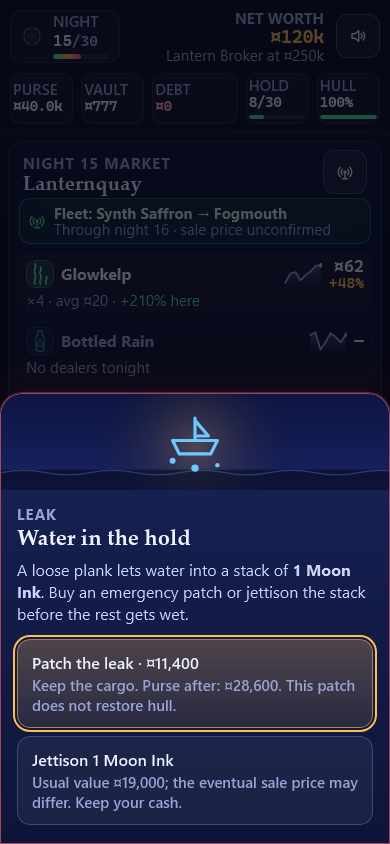 NIGHT
15/30
NET WORTH
¤120k
Lantern Broker at ¤250k
PURSE
¤40.0k
VAULT
¤777
DEBT
¤0
HOLD
8/30
HULL
100%
NIGHT 15 MARKET
Lanternquay
Fleet: Synth Saffron → Fogmouth
Through night 16 · sale price unconfirmed
Glowkelp
¤62
+48%
×4 · avg ¤20 · +210% here
Bottled Rain
–
No dealers tonight
LEAK
Water in the hold
A loose plank lets water into a stack of 1 Moon
Ink. Buy an emergency patch or jettison the stack
before the rest gets wet.
Patch the leak · ¤11,400
Keep the cargo. Purse after: ¤28,600. This patch
does not restore hull.
Jettison 1 Moon Ink
Usual value ¤19,000; the eventual sale price may
differ. Keep your cash.